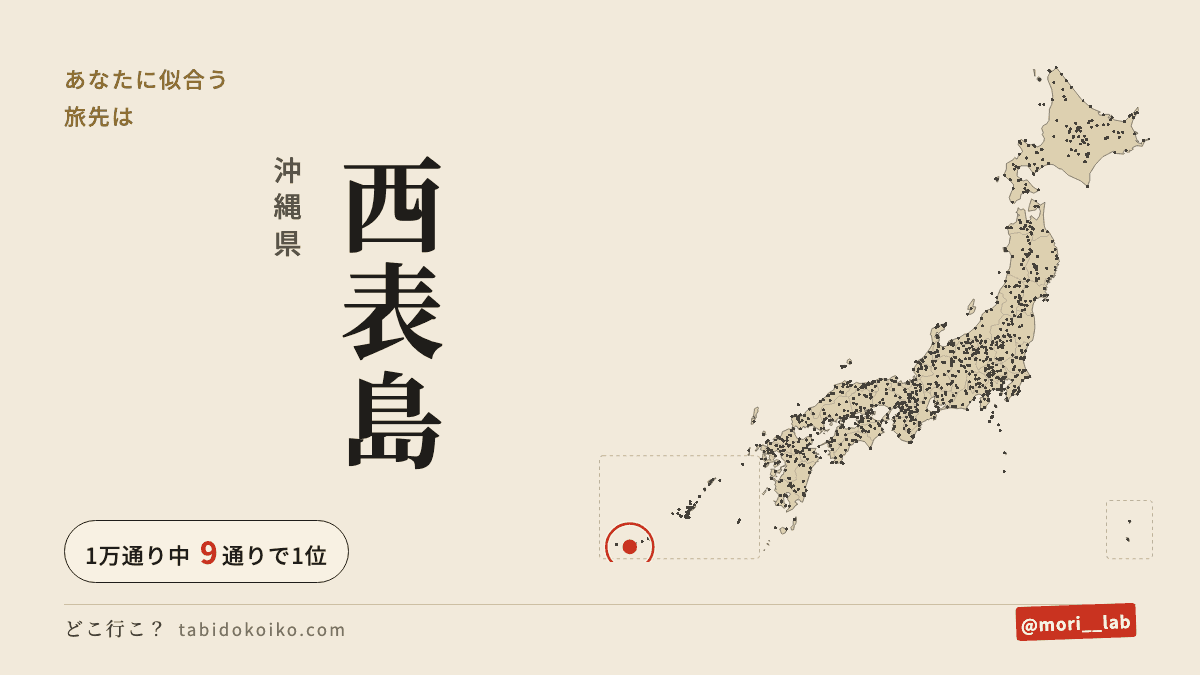 あなたに似合う
旅先は
西表島
沖縄県
1万通り中 9通りで1位
どこ行こ？ tabidokoiko.com
@mori__lab